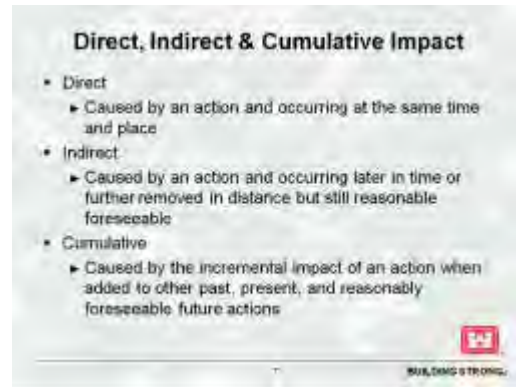 Direct, Indirect & Cumulative Impact
• Direct
► Caused by an action and occurring at the same time
and place
• Indirect
► Caused by an action and occurring later in time or
further removed in distance but still reasonable
foreseeable
• Cumulative
► Caused by the incremental impact of an action when
added to other past, present, and reasonably
foreseeable future actions
BUILDING STRONG®